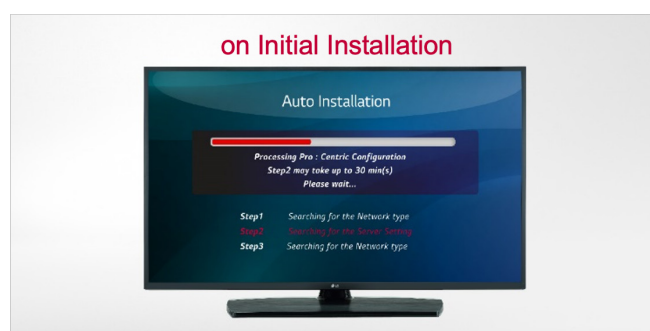 on Initial Installation
Auto Installation
Processing Pro : Centric Configuration
Step2 may take up to 30 min(s)
Please wait...
Step1 Searching for the Network type
Step2 Searching for the Server Setting
Step3 Searching for the Network type
LG